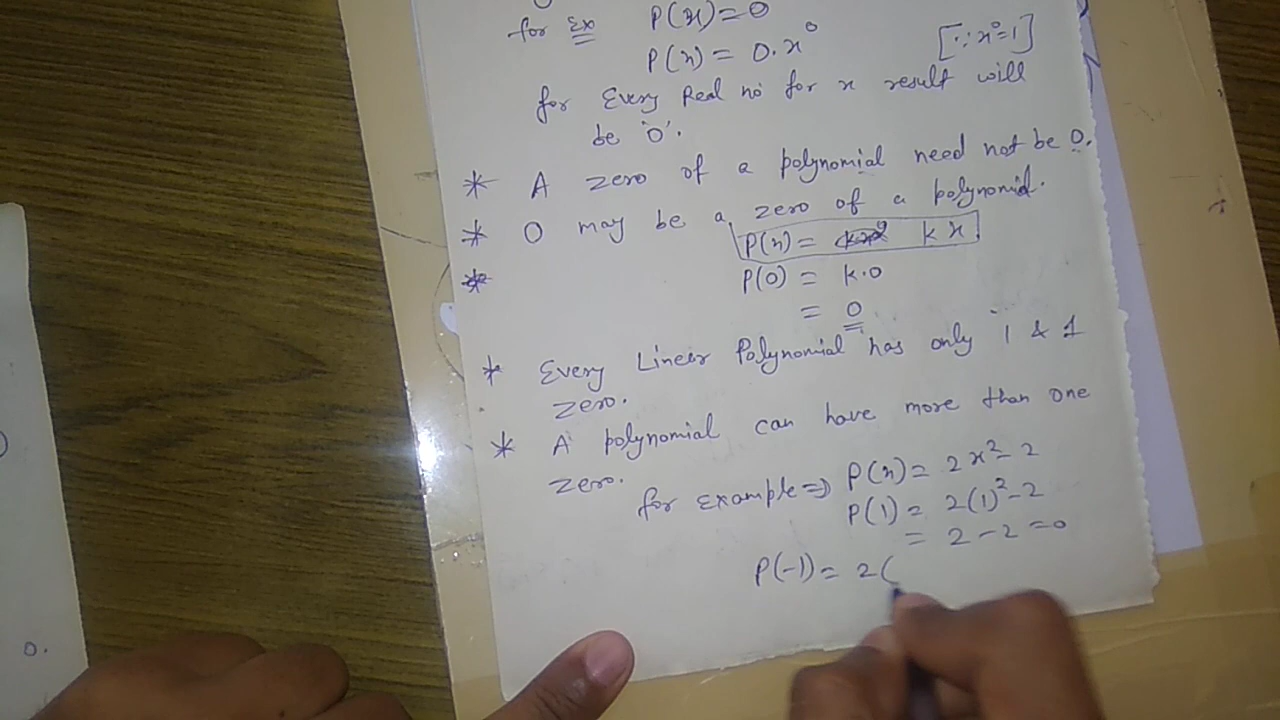 for Ex P(x)=0
P(x) = 0.x⁰ [∵x⁰=1]
for Every Real no for x result will
be '0'.
* A zero of a polynomial need not be 0.
* 0 may be a zero of a polynomial.
P(x) = kx
* P(0) = k.0
= 0
* Every Linear Polynomial has only 1 & 1
zero.
* A polynomial can have more than one
zero.
for example => P(x) = 2x²-2
P(1) = 2(1)²-2
= 2-2=0
P(-1) = 2(
0.